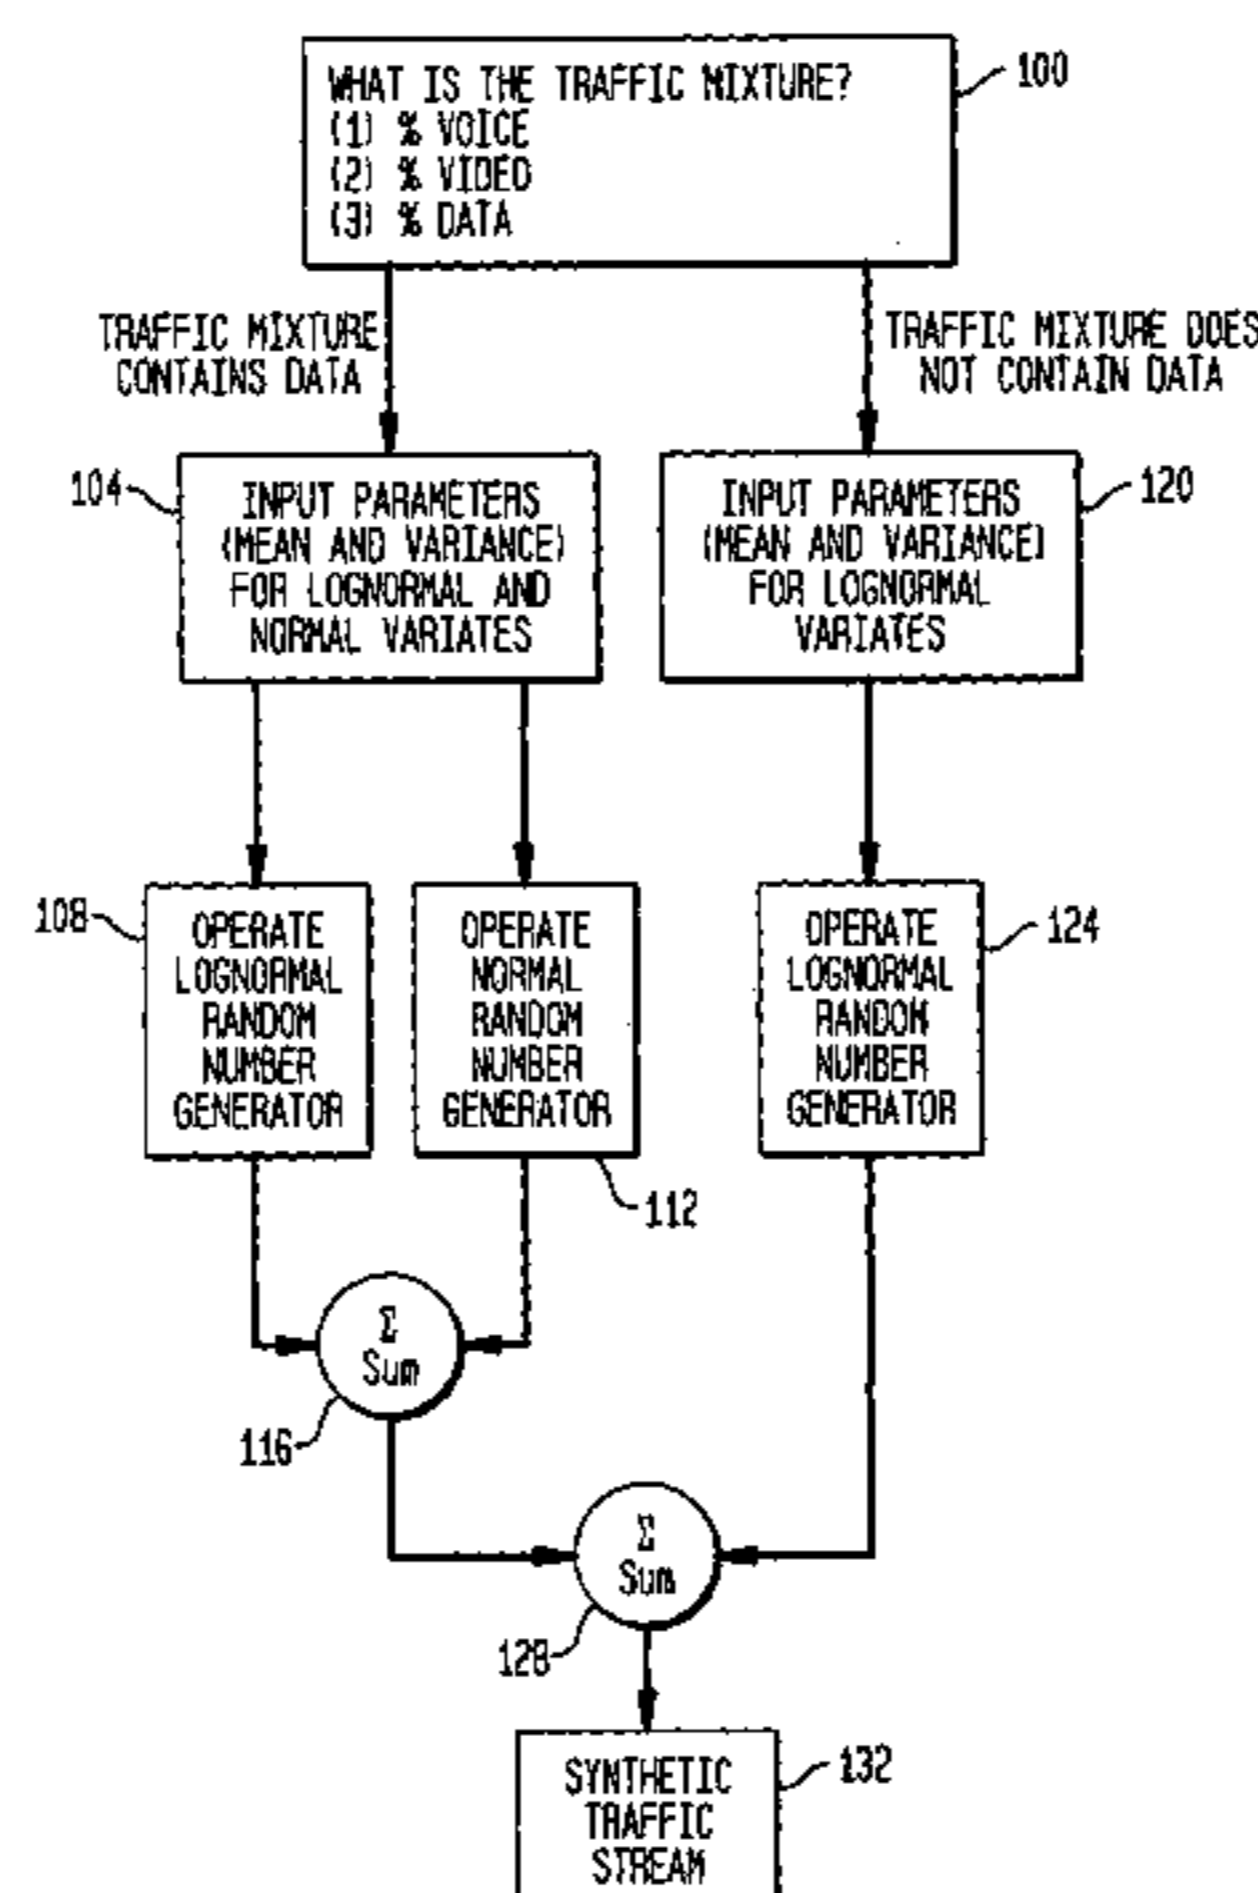 WHAT IS THE TRAFFIC MIXTURE?
(1) % VOICE
(2) % VIDEO
(3) % DATA
100
TRAFFIC MIXTURE
CONTAINS DATA
TRAFFIC MIXTURE DOES
NOT CONTAIN DATA
104
INPUT PARAMETERS
(MEAN AND VARIANCE)
FOR LOGNORMAL AND
NORMAL VARIATES
INPUT PARAMETERS
(MEAN AND VARIANCE)
FOR LOGNORMAL
VARIATES
120
108
OPERATE
LOGNORMAL
RANDOM
NUMBER
GENERATOR
OPERATE
NORMAL
RANDOM
NUMBER
GENERATOR
112
OPERATE
LOGNORMAL
RANDOM
NUMBER
GENERATOR
124
Σ
Sum
116
Σ
Sum
128
SYNTHETIC
TRAFFIC
STREAM
132